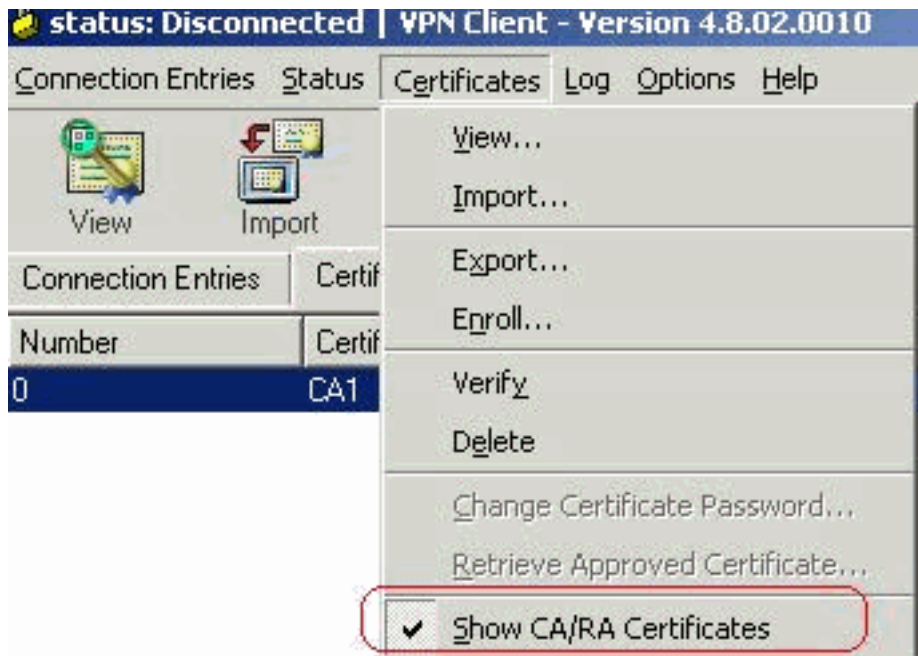 status: Disconnected | VPN Client - Version 4.8.02.0010
Connection Entries Status Certificates Log Options Help
View Import
Connection Entries Certif
Number Certif
0 CA1
View...
Import...
Export...
Enroll...
Verify
Delete
Change Certificate Password...
Retrieve Approved Certificate...
Show CA/RA Certificates